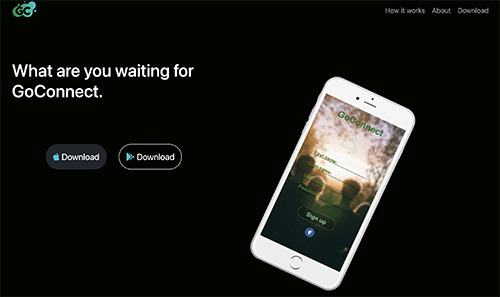 GC
How it works About Download
What are you waiting for
GoConnect.
Download Download
GoConnect
First name:
Sign up